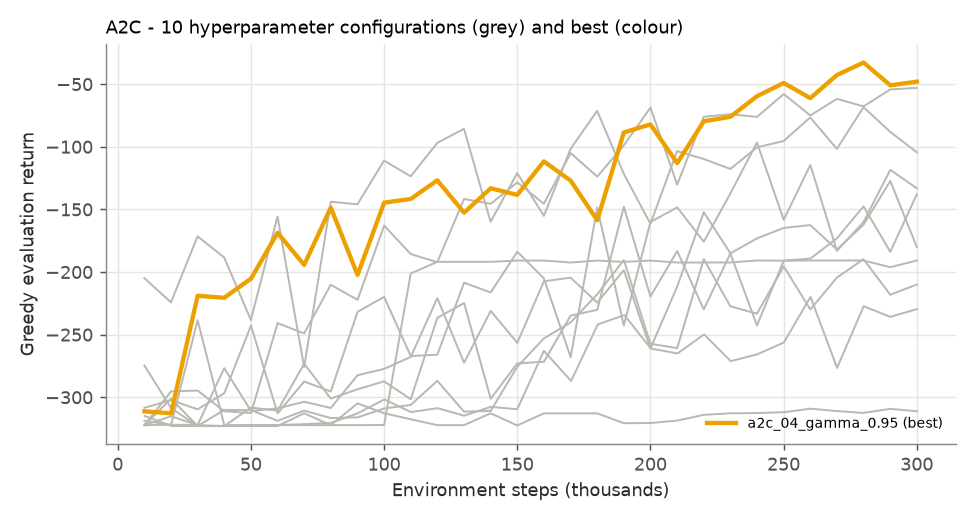 A2C - 10 hyperparameter configurations (grey) and best (colour)
Greedy evaluation return
−50
−100
−150
−200
−250
−300
a2c_04_gamma_0.95 (best)
0 50 100 150 200 250 300
Environment steps (thousands)